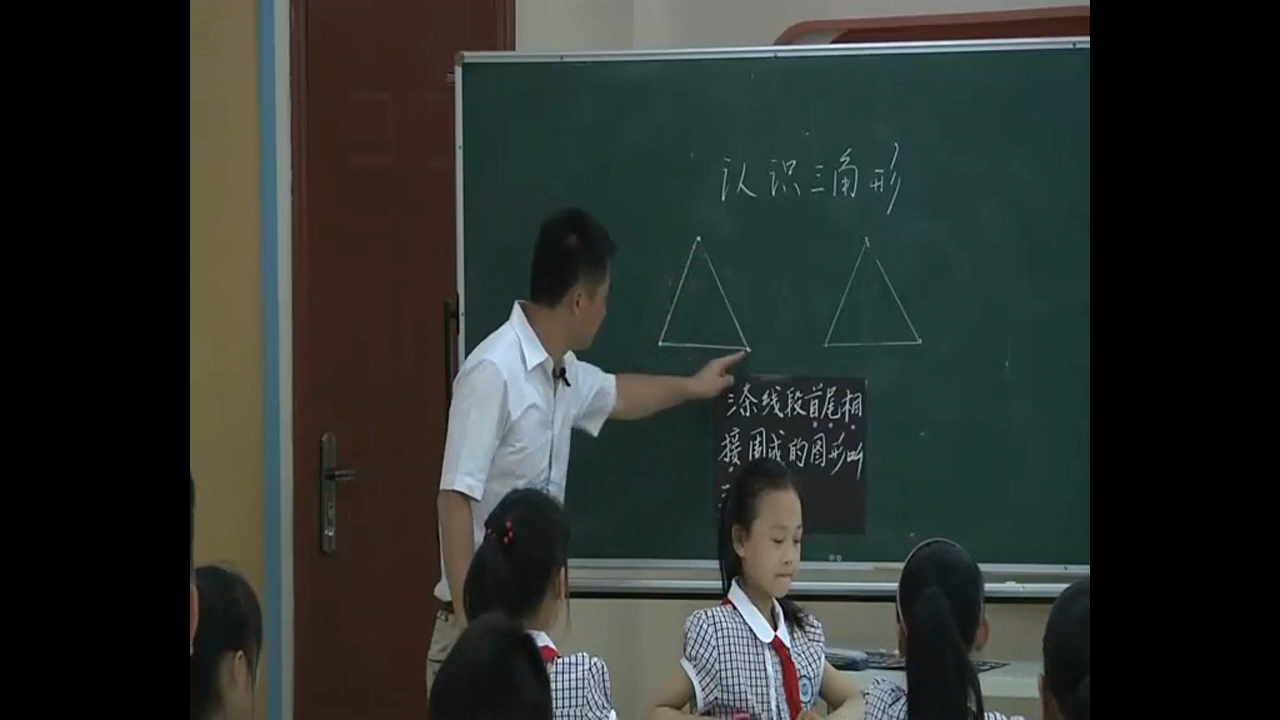 认识三角形
三条线段首尾相
接围成的图形叫